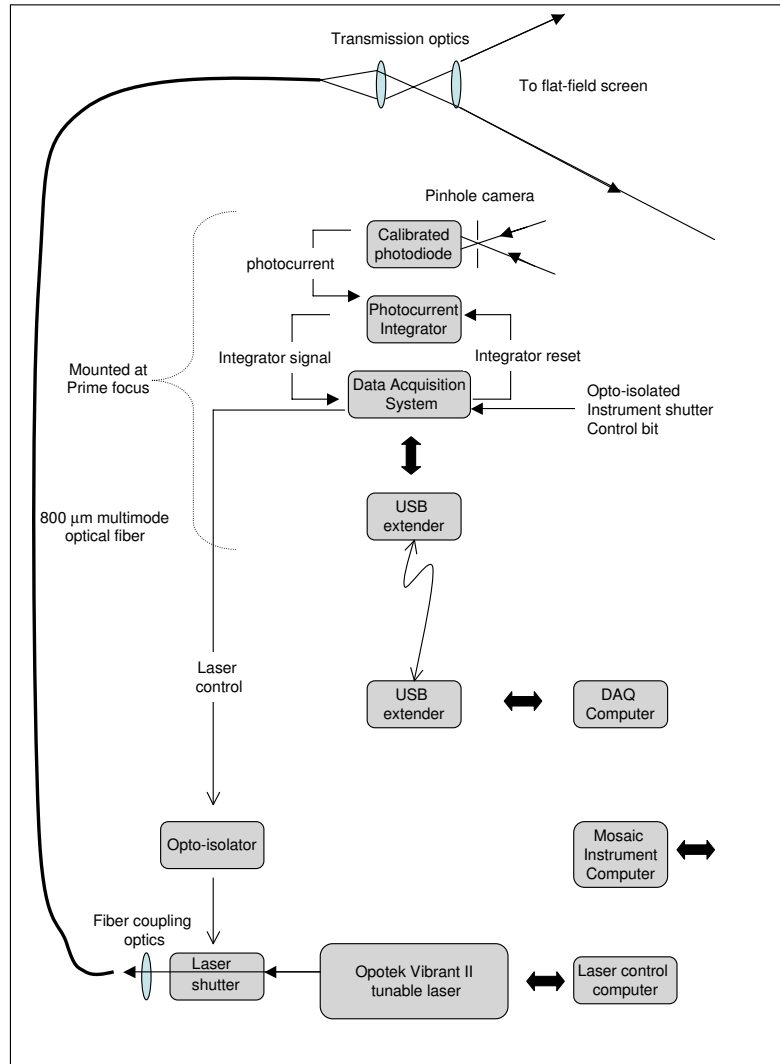 Transmission optics
To flat-field screen
Pinhole camera
Calibrated
photodiode
photocurrent
Photocurrent
Integrator
Integrator signal
Integrator reset
Mounted at
Prime focus
Data Acquisition
System
Opto-isolated
Instrument shutter
Control bit
USB
extender
800 μm multimode
optical fiber
Laser
control
USB
extender
DAQ
Computer
Opto-isolator
Mosaic
Instrument
Computer
Fiber coupling
optics
Laser
shutter
Opotek Vibrant II
tunable laser
Laser control
computer